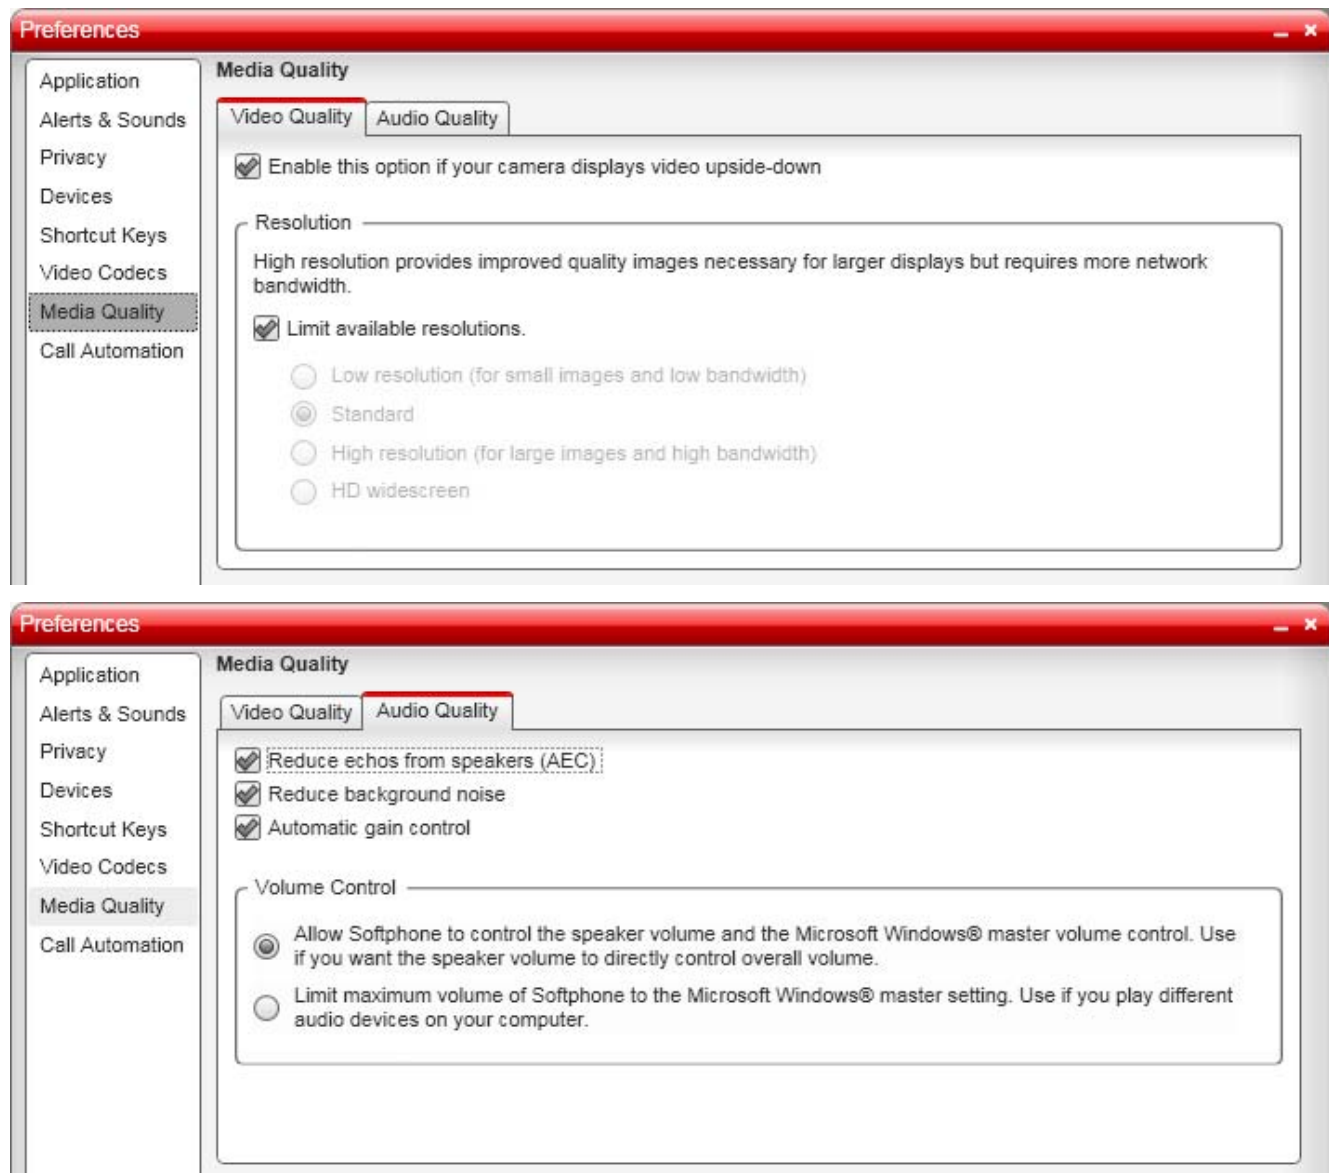 Preferences
Application
Alerts & Sounds
Privacy
Devices
Shortcut Keys
Video Codecs
Media Quality
Call Automation
Media Quality
Video Quality
Audio Quality
Enable this option if your camera displays video upside-down
Resolution
High resolution provides improved quality images necessary for larger displays but requires more network
bandwidth.
Limit available resolutions.
Low resolution (for small images and low bandwidth)
Standard
High resolution (for large images and high bandwidth)
HD widescreen
Preferences
Application
Alerts & Sounds
Privacy
Devices
Shortcut Keys
Video Codecs
Media Quality
Call Automation
Media Quality
Video Quality
Audio Quality
Reduce echos from speakers (AEC)
Reduce background noise
Automatic gain control
Volume Control
Allow Softphone to control the speaker volume and the Microsoft Windows® master volume control. Use
if you want the speaker volume to directly control overall volume.
Limit maximum volume of Softphone to the Microsoft Windows® master setting. Use if you play different
audio devices on your computer.